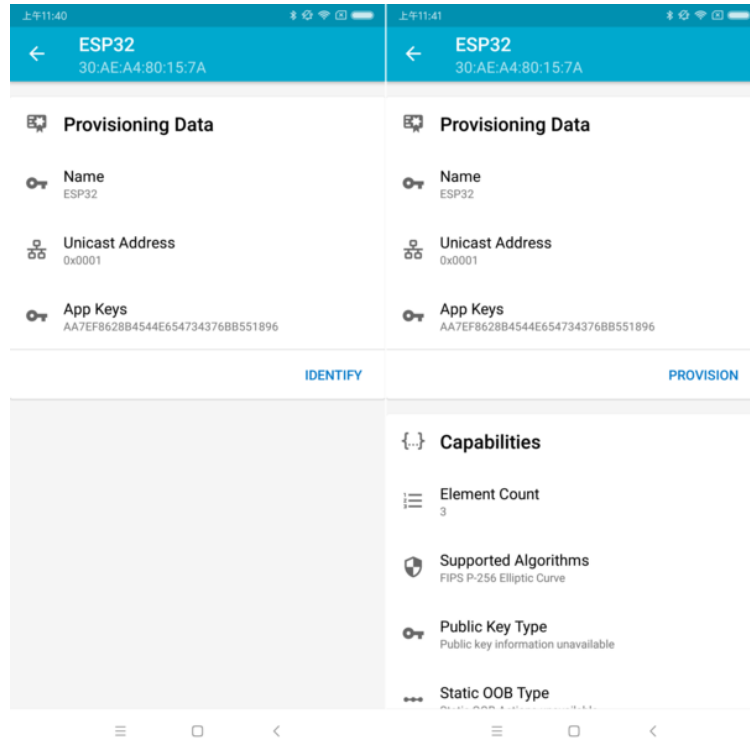 上午11:40
ESP32
30:AE:A4:80:15:7A
Provisioning Data
Name
ESP32
Unicast Address
0x0001
App Keys
AA7EF8628B4544E654734376BB551896
IDENTIFY
上午11:41
ESP32
30:AE:A4:80:15:7A
Provisioning Data
Name
ESP32
Unicast Address
0x0001
App Keys
AA7EF8628B4544E654734376BB551896
PROVISION
Capabilities
Element Count
3
Supported Algorithms
FIPS P-256 Elliptic Curve
Public Key Type
Public key information unavailable
Static OOB Type